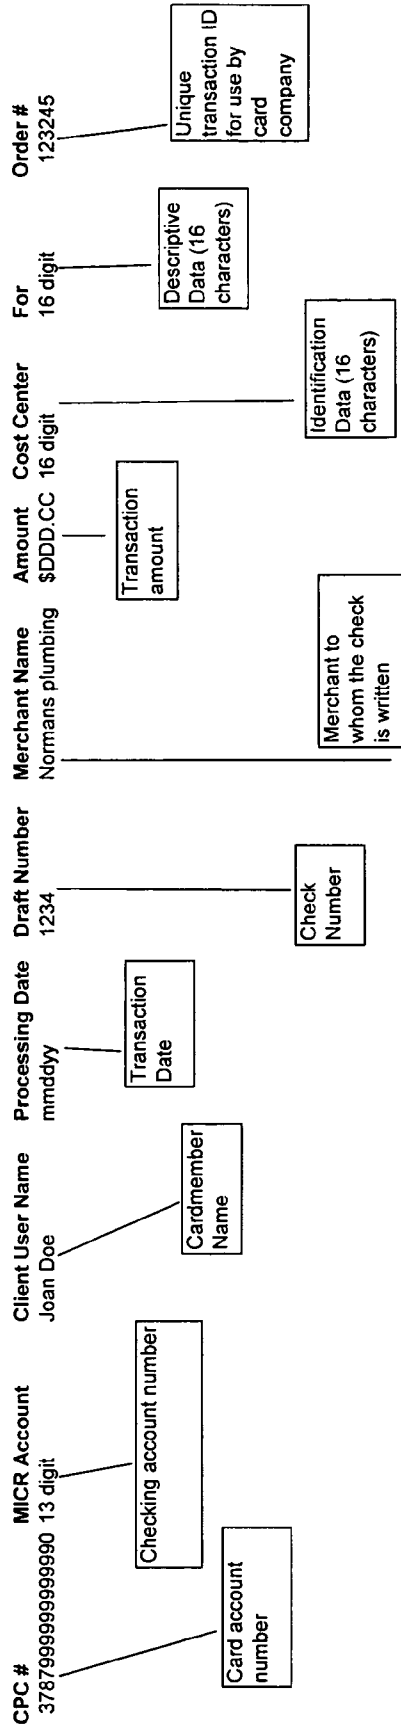 CPC # MICR Account Client User Name Processing Date Draft Number Merchant Name Amount Cost Center For Order #
3787999999999990 13 digit Joan Doe mmddyy 1234 Normans plumbing $DDD.CC 16 digit 16 digit 123245
Card account
number
Checking account number
Cardmember
Name
Transaction
Date
Check
Number
Merchant to
whom the check
is written
Transaction
amount
Identification
Data (16
characters)
Descriptive
Data (16
characters)
Unique
transaction ID
for use by
card
company